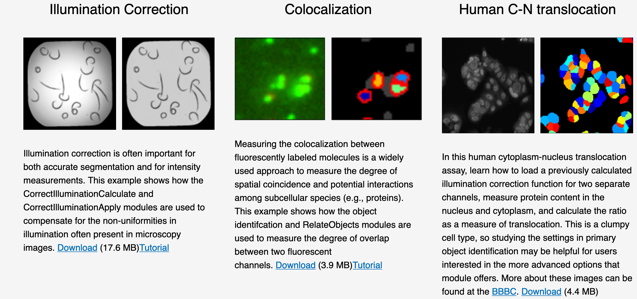 Illumination Correction
Illumination correction is often important for
both accurate segmentation and for intensity
measurements. This example shows how the
CorrectIlluminationCalculate and
CorrectIlluminationApply modules are used to
compensate for the non-uniformities in
illumination often present in microscopy
images. Download (17.6 MB)Tutorial
Colocalization
Measuring the colocalization between
fluorescently labeled molecules is a widely
used approach to measure the degree of
spatial coincidence and potential interactions
among subcellular species (e.g., proteins).
This example shows how the object
identifcation and RelateObjects modules are
used to measure the degree of overlap
between two fluorescent
channels. Download (3.9 MB)Tutorial
Human C-N translocation
In this human cytoplasm-nucleus translocation
assay, learn how to load a previously calculated
illumination correction function for two separate
channels, measure protein content in the
nucleus and cytoplasm, and calculate the ratio
as a measure of translocation. This is a clumpy
cell type, so studying the settings in primary
object identification may be helpful for users
interested in the more advanced options that
module offers. More about these images can be
found at the BBBC. Download (4.4 MB)